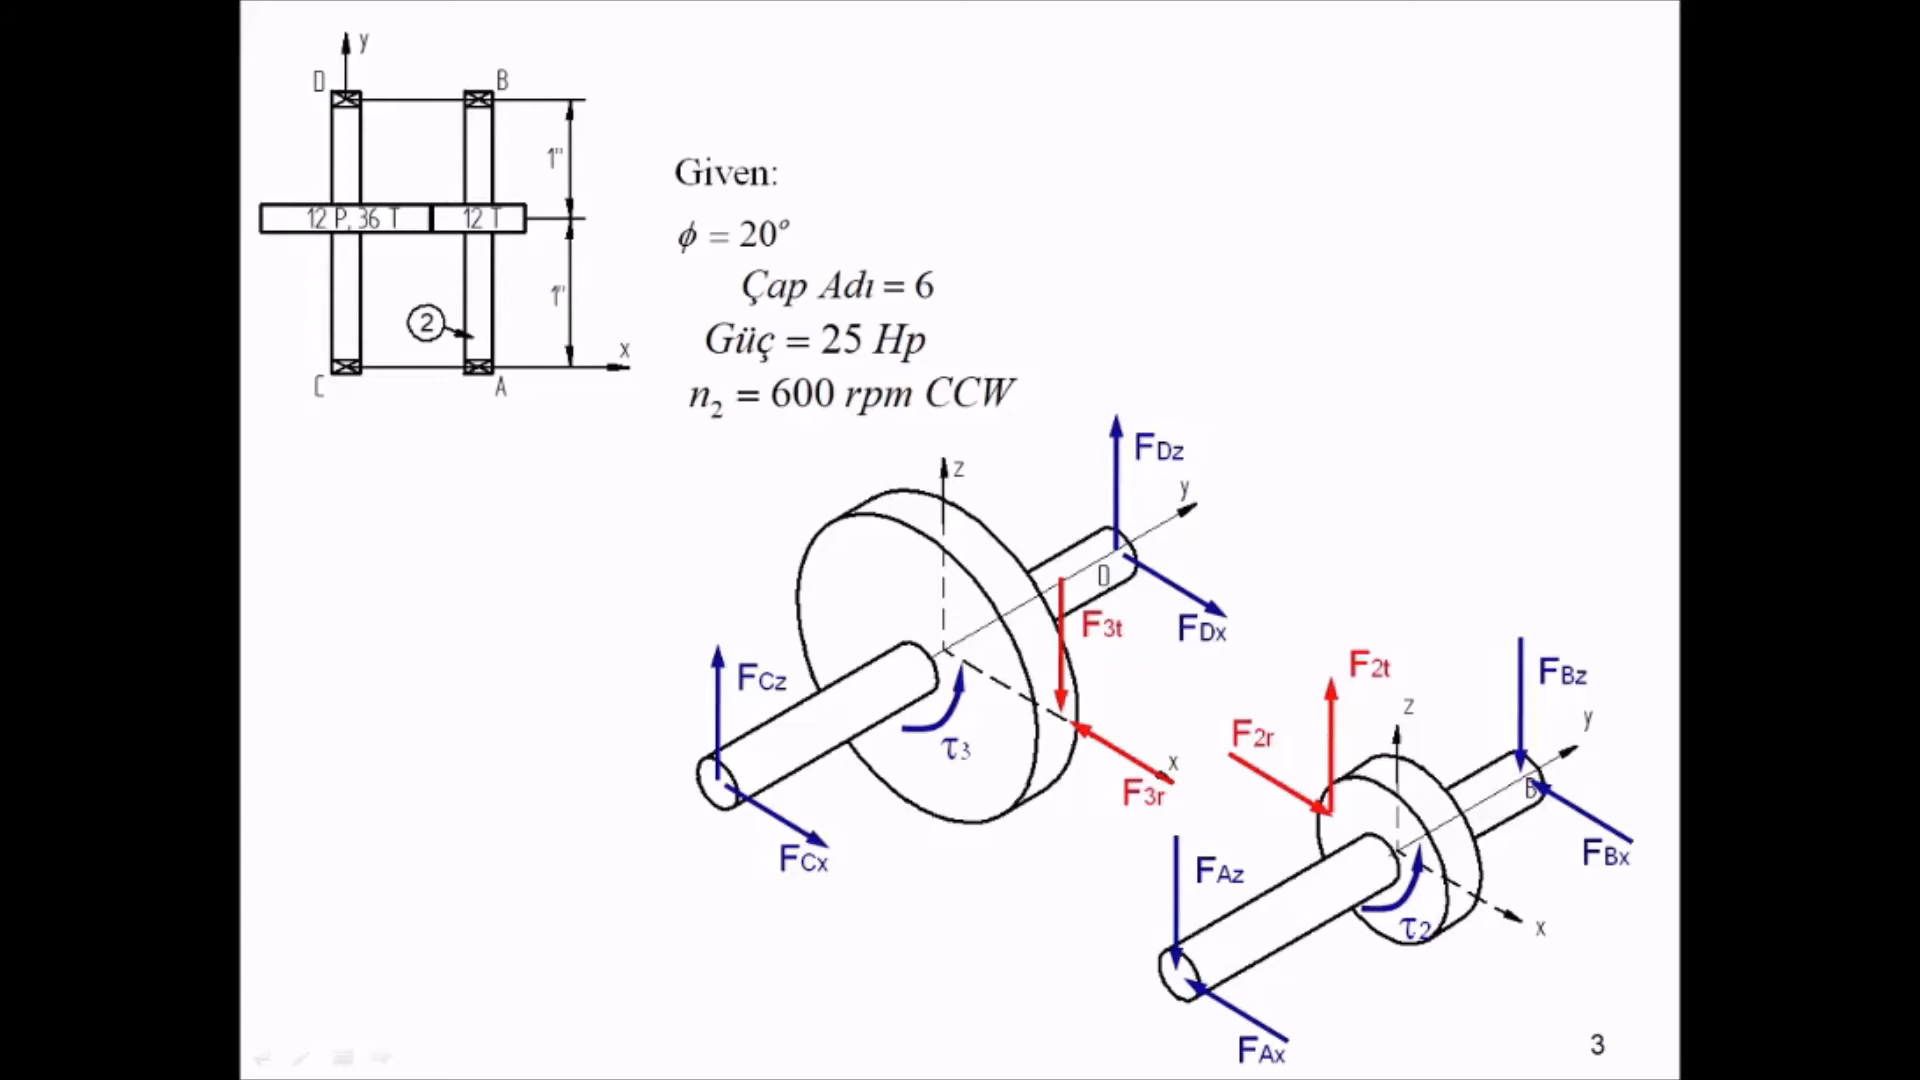 y
D
B
1"
12 P, 36 T
12 T
1"
2
x
C
A
Given:
ϕ = 20º
Çap Adı = 6
Güç = 25 Hp
n₂ = 600 rpm CCW
FDz
z
y
D
F3t
FDx
FCz
τ3
x
F3r
FCx
F2t
FBz
z
y
F2r
B
FBx
FAz
τ2
x
FAx
3